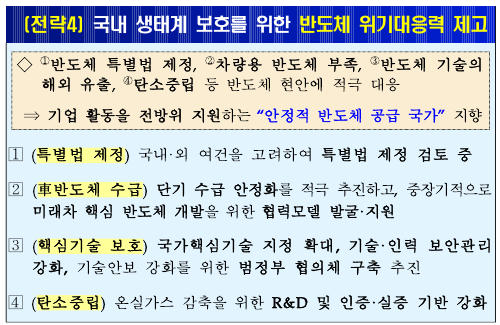 (전략4) 국내 생태계 보호를 위한 반도체 위기대응력 제고
◇ ①반도체 특별법 제정, ②차량용 반도체 부족, ③반도체 기술의
해외 유출, ④탄소중립 등 반도체 현안에 적극 대응
⇒ 기업 활동을 전방위 지원하는 “안정적 반도체 공급 국가” 지향
1 (특별법 제정) 국내·외 여건을 고려하여 특별법 제정 검토 중
2 (車반도체 수급) 단기 수급 안정화를 적극 추진하고, 중장기적으로
미래차 핵심 반도체 개발을 위한 협력모델 발굴·지원
3 (핵심기술 보호) 국가핵심기술 지정 확대, 기술·인력 보안관리
강화, 기술안보 강화를 위한 범정부 협의체 구축 추진
4 (탄소중립) 온실가스 감축을 위한 R&D 및 인증·실증 기반 강화